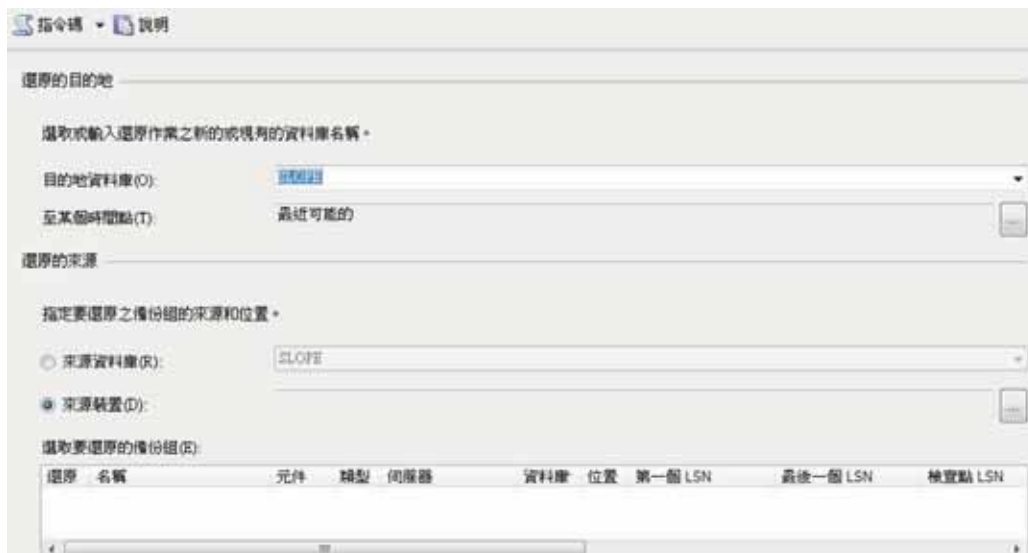 指令碼 說明
還原的目的地
選取或輸入還原作業之新的或現有的資料庫名稱。
目的地資料庫(O):
至某個時間點(T): 最近可能的 ...
還原的來源
指定要還原之備份組的來源和位置。
來源資料庫(R): SLOPE
來源裝置(D): ...
選取要還原的備份組(E):
還原 名稱 元件 類型 伺服器 資料庫 位置 第一個 LSN 最後一個 LSN 檢查點 LSN